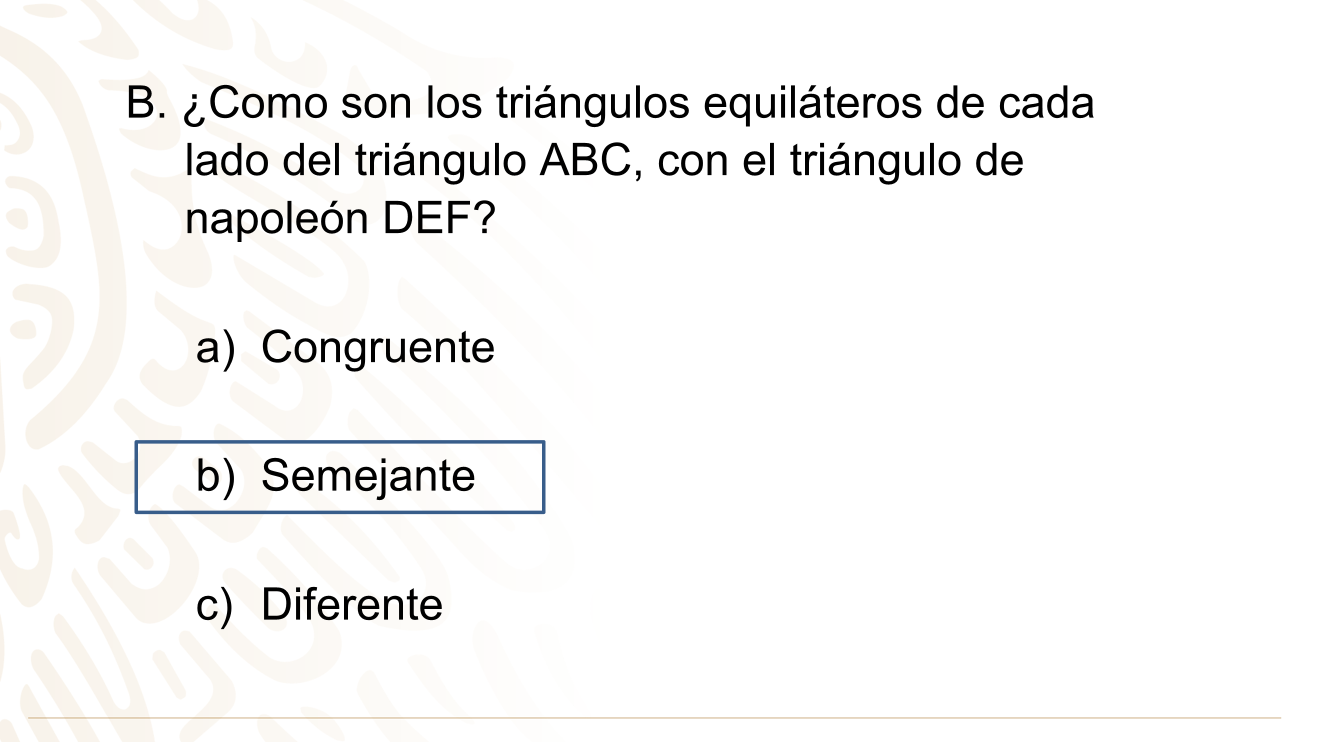 B. ¿Como son los triángulos equiláteros de cada
lado del triángulo ABC, con el triángulo de
napoleón DEF?
a) Congruente
b) Semejante
c) Diferente